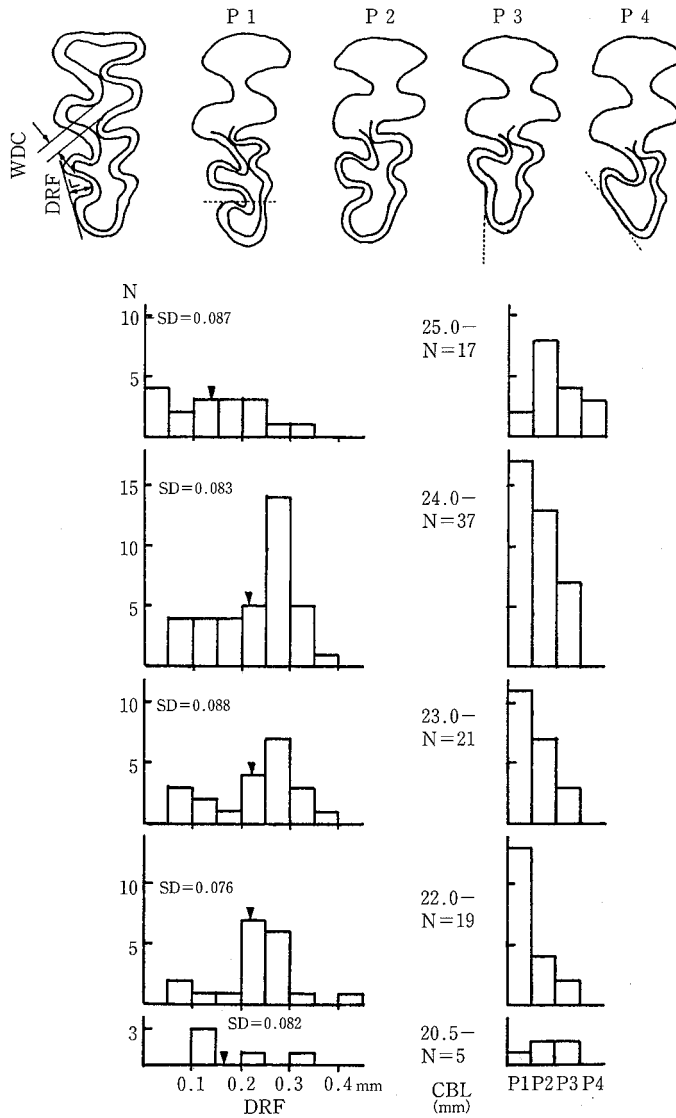 P 1 P 2 P 3 P 4
WDC
DRF
N
10
5
SD=0.087
25.0—
N=17
15
10
5
SD=0.083
24.0—
N=37
10
5
SD=0.088
23.0—
N=21
10
5
SD=0.076
22.0—
N=19
3
SD=0.082
20.5—
N=5
0.1 0.2 0.3 0.4 mm
DRF
CBL
(mm)
P1 P2 P3 P4